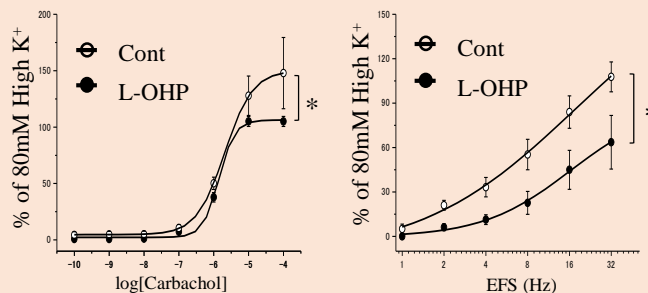 % of 80mM High K+
200
150
100
50
0
Cont
L-OHP
*
-10 -9 -8 -7 -6 -5 -4
log[Carbachol]
% of 80mM High K+
150
120
90
60
30
0
Cont
L-OHP
*
1 2 4 8 16 32
EFS (Hz)